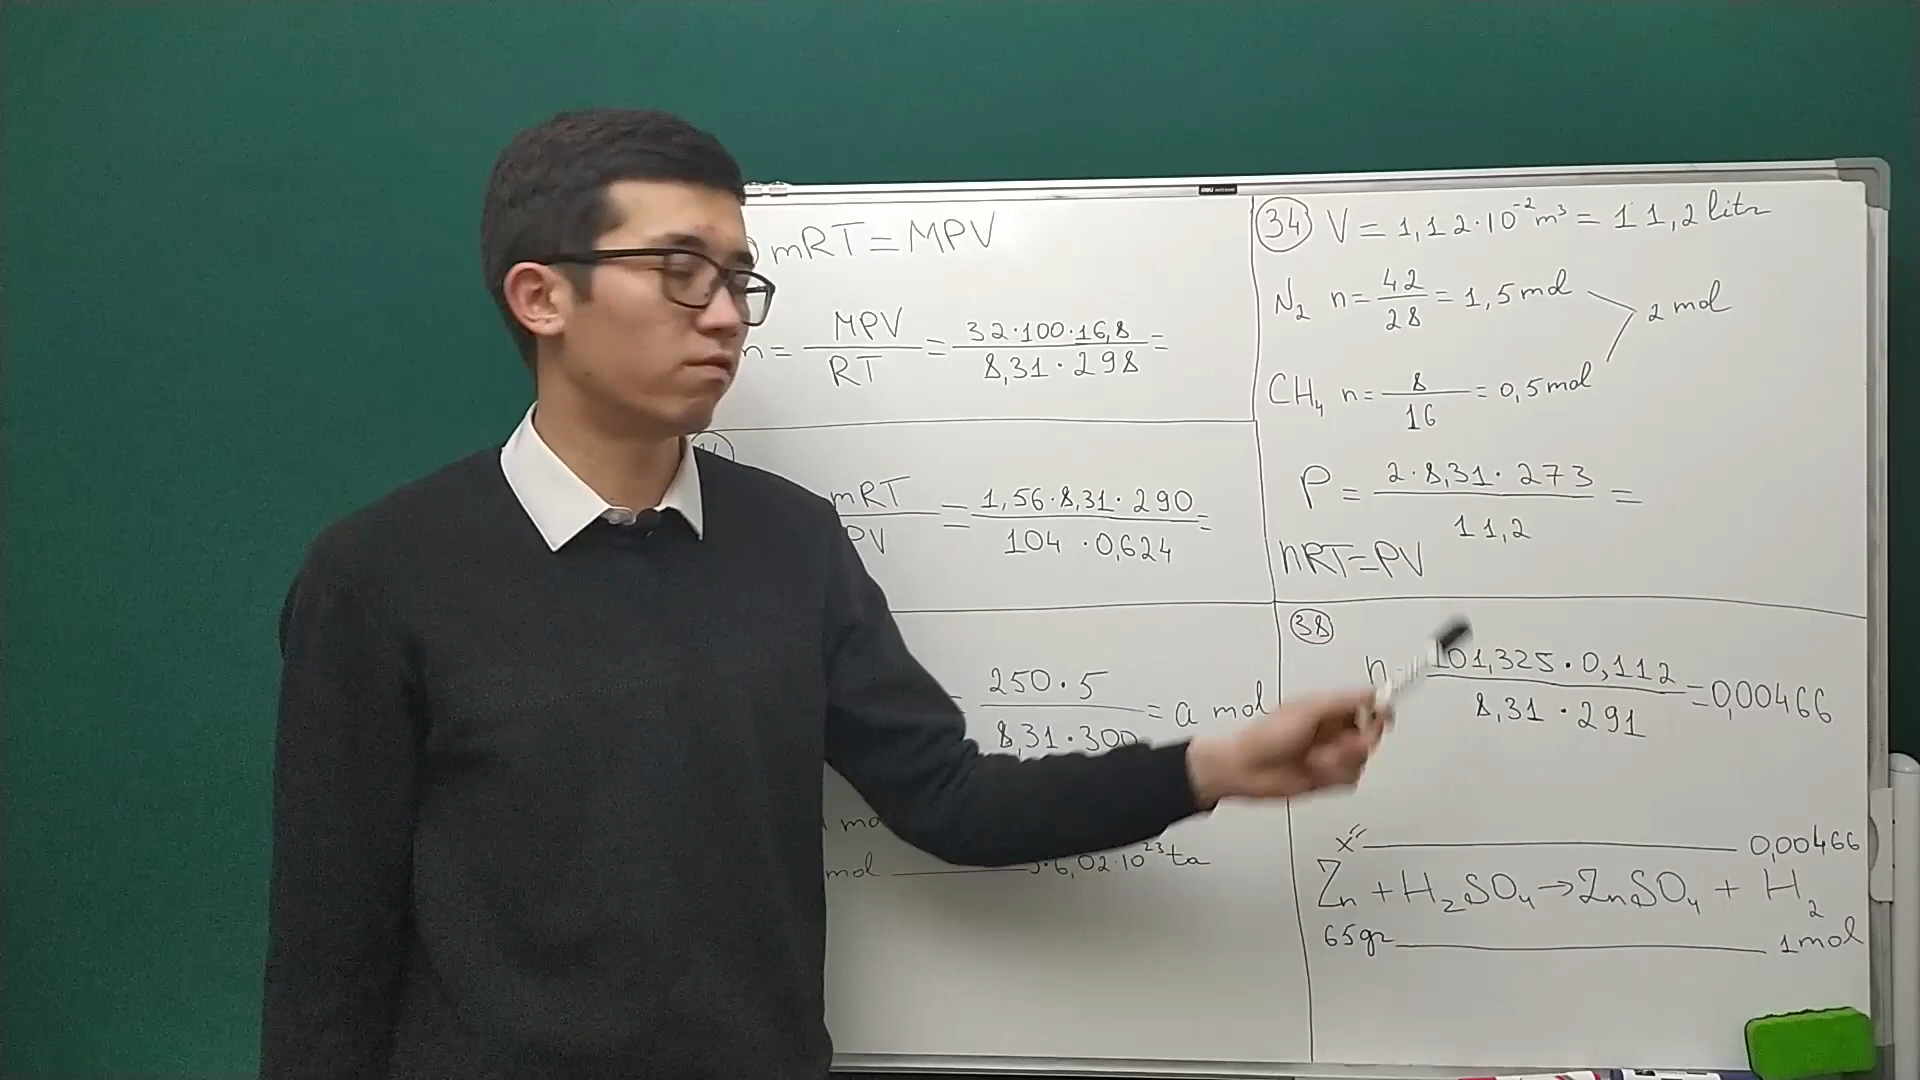 mRT = MPV
m = MPV / RT = 32·100·16,8 / 8,31·298 =
mRT / PV = 1,56·8,31·290 / 104·0,624 =
= 250·5 / 8,31·300 = a mol
mol ——— 6,02·10²³ ta
34 V = 1,12·10⁻² m³ = 11,2 litr
N₂ n = 42 / 28 = 1,5 mol
2 mol
CH₄ n = 8 / 16 = 0,5 mol
P = 2·8,31·273 / 11,2 =
nRT = PV
38
n = 101,325·0,112 / 8,31·291 = 0,00466
x ——— 0,00466
Zn + H₂SO₄ → ZnSO₄ + H₂
65gr ——— 1mol
deli